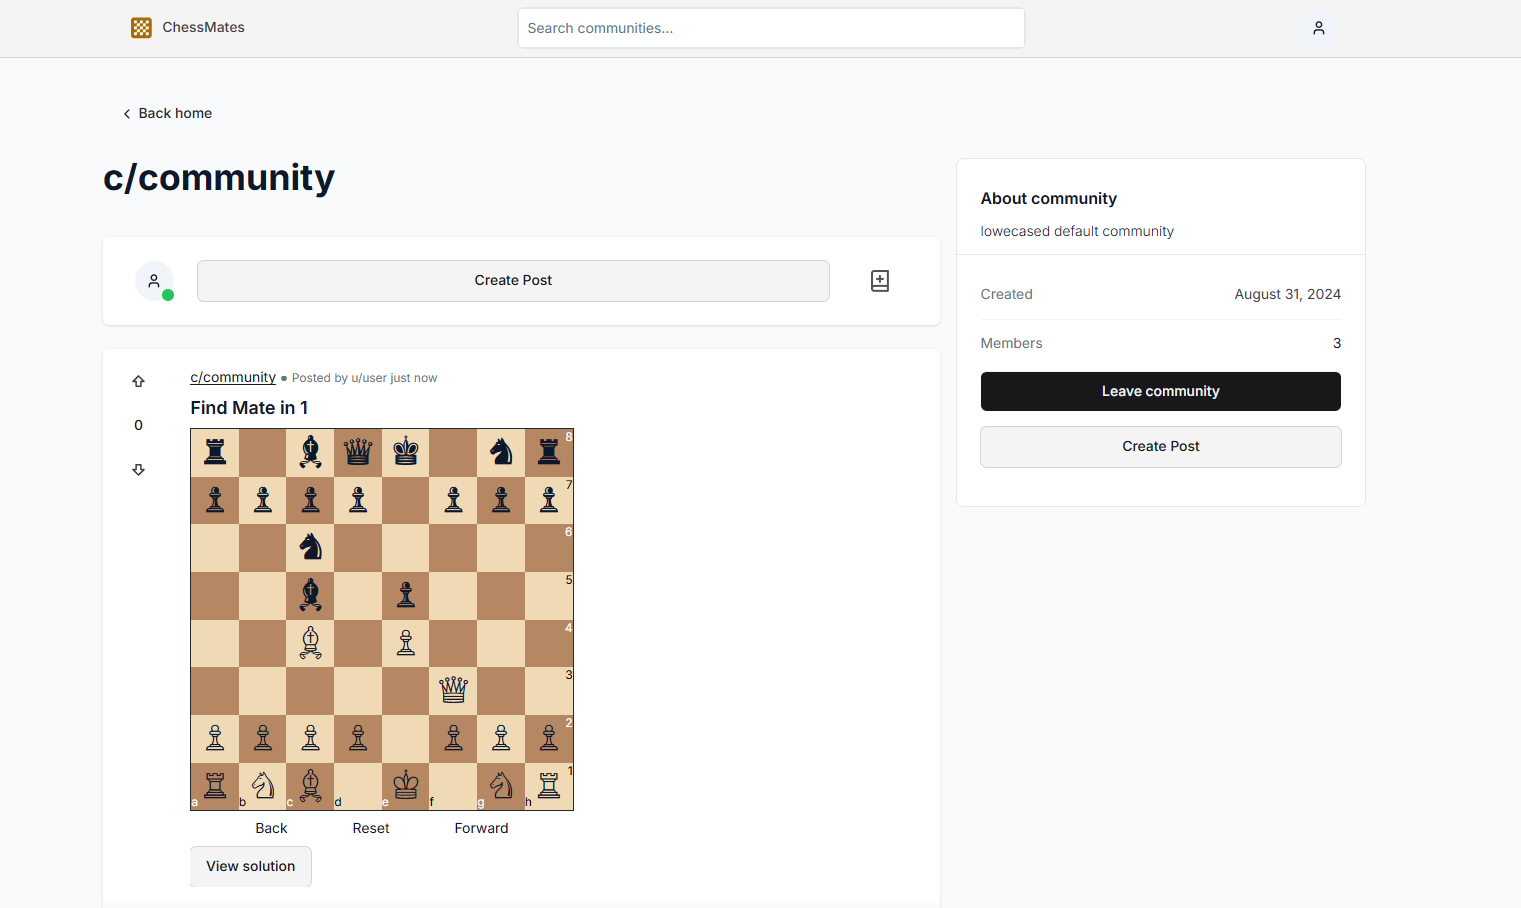 ChessMates
Search communities...
Back home
c/community
Create Post
c/community • Posted by u/user just now
0
Find Mate in 1
8
7
6
5
4
3
2
1
a b c d e f g h
Back Reset Forward
View solution
About community
lowecased default community
Created August 31, 2024
Members 3
Leave community
Create Post